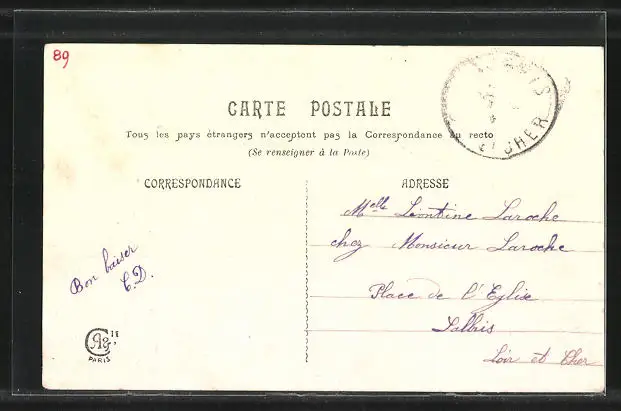 89
CARTE POSTALE
Tous les pays étrangers n'acceptent pas la Correspondance au recto
(Se renseigner à la Poste)
CORRESPONDANCE
ADRESSE
Melle Léontine Laroche
chez Monsieur Laroche
Place de l'Eglise
Salbris
Loir et Cher
Bon baiser
C.D.
PARIS
CHER